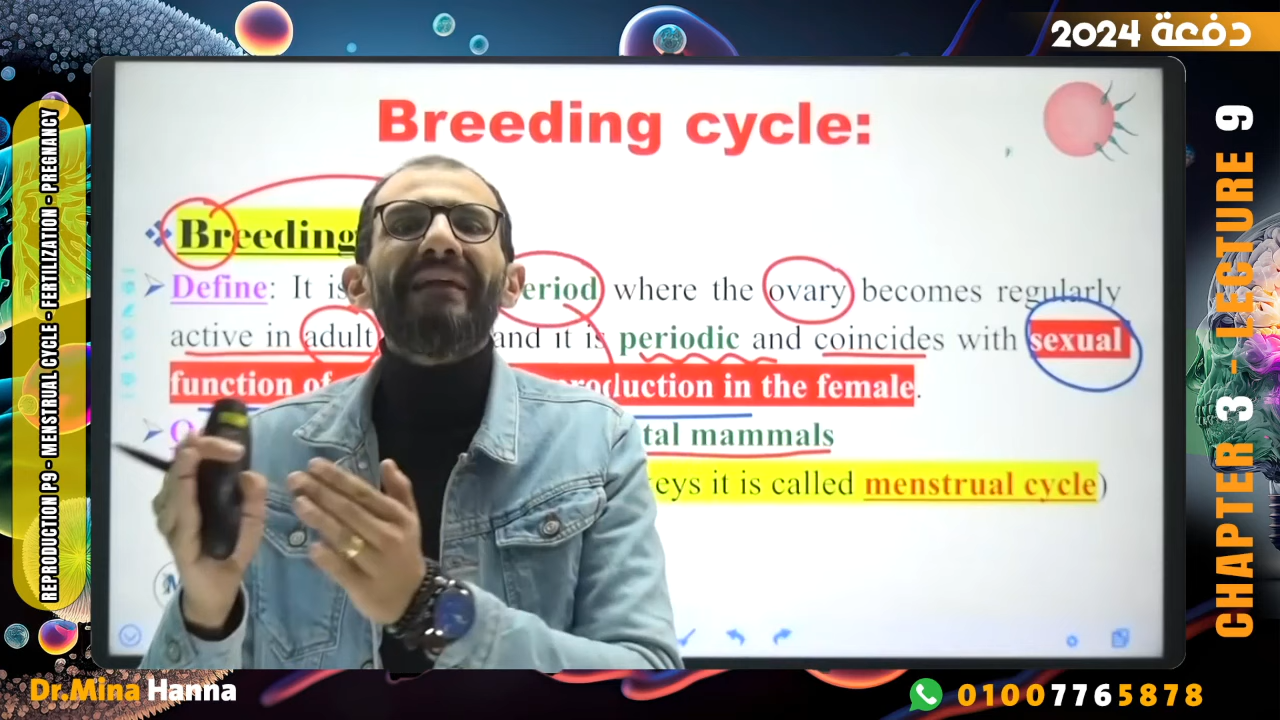 دفعة 2024
REPRODUCTION P9 - MENSTRUAL CYCLE - FERTILIZATION - PREGNANCY
Breeding cycle:
Breeding
Define: It is period where the ovary becomes regularly
active in adult and it is periodic and coincides with sexual
function of production in the female.
tal mammals
keys it is called menstrual cycle)
CHAPTER 3 - LECTURE 9
Dr.Mina Hanna
01007765878